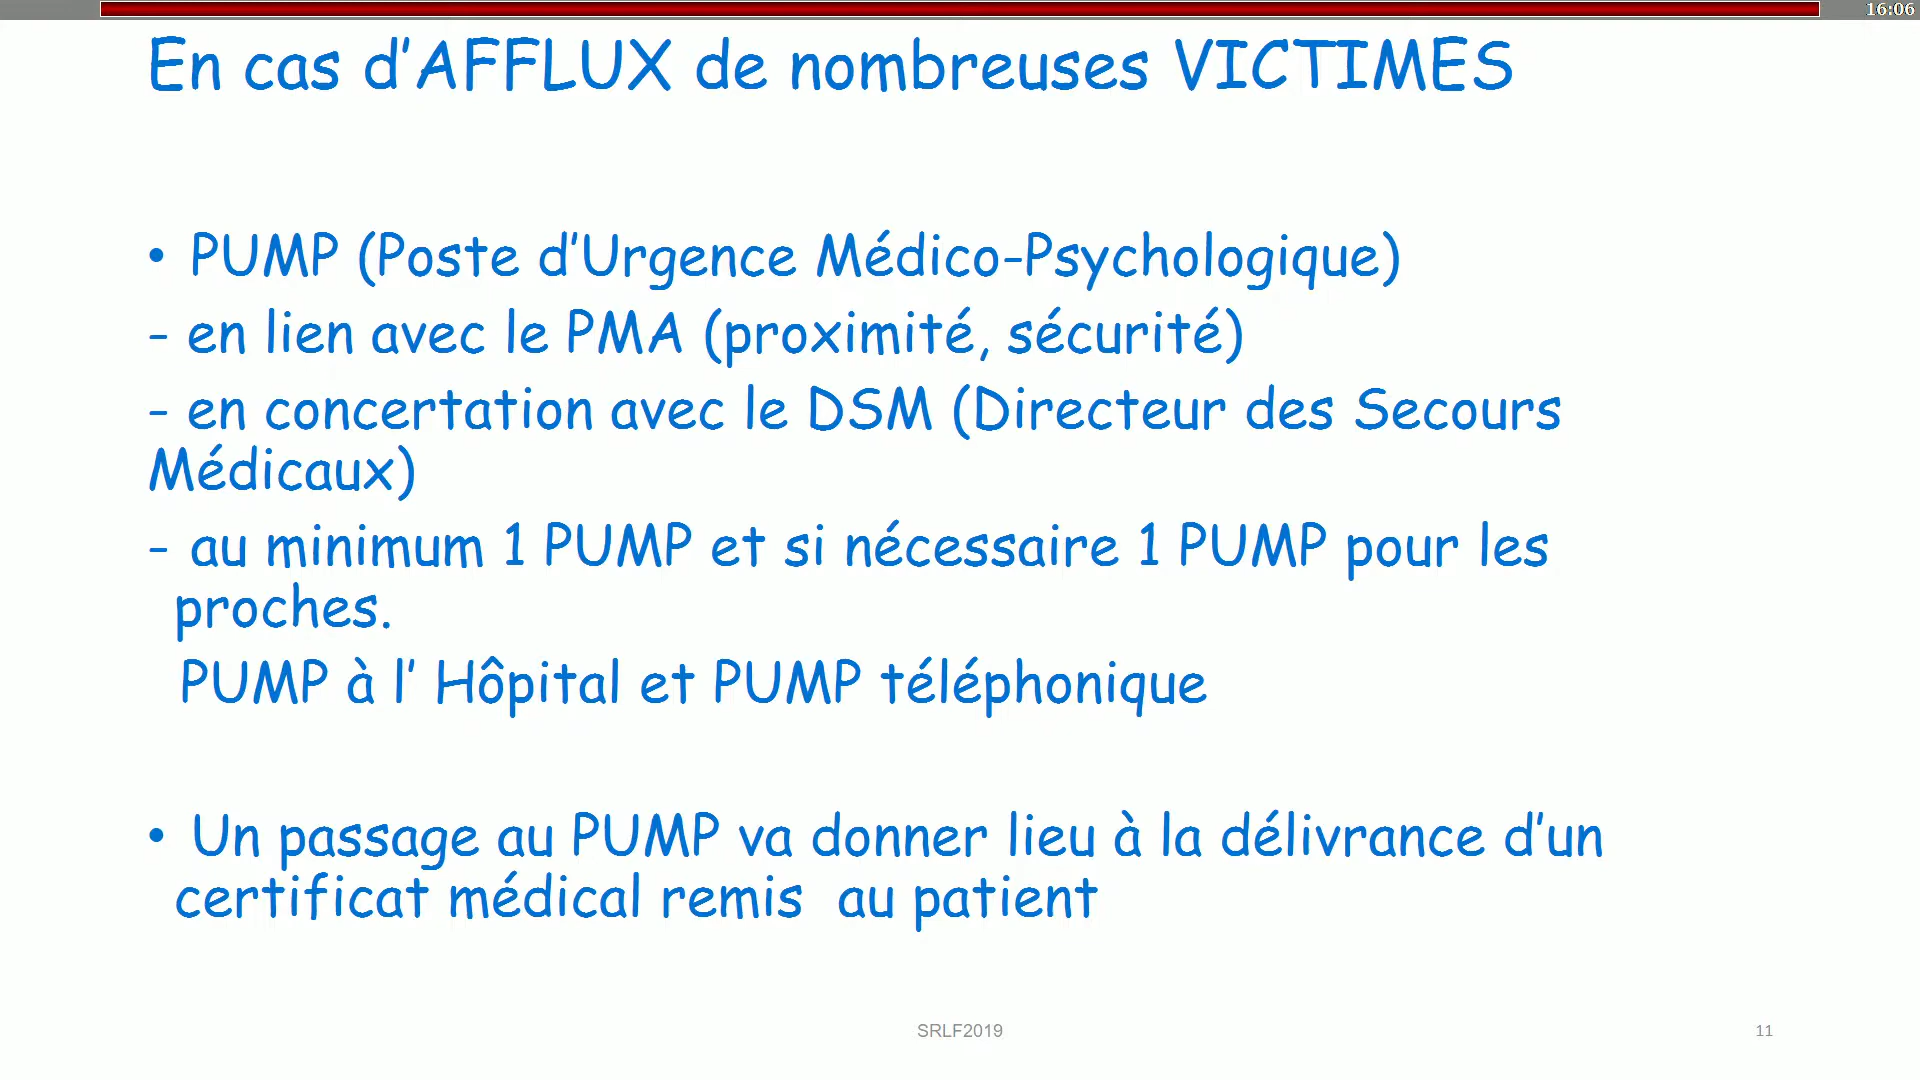 16:06
En cas d’AFFLUX de nombreuses VICTIMES
• PUMP (Poste d’Urgence Médico-Psychologique)
- en lien avec le PMA (proximité, sécurité)
- en concertation avec le DSM (Directeur des Secours
Médicaux)
- au minimum 1 PUMP et si nécessaire 1 PUMP pour les
proches.
PUMP à l’ Hôpital et PUMP téléphonique
• Un passage au PUMP va donner lieu à la délivrance d’un
certificat médical remis  au patient
SRLF2019
11